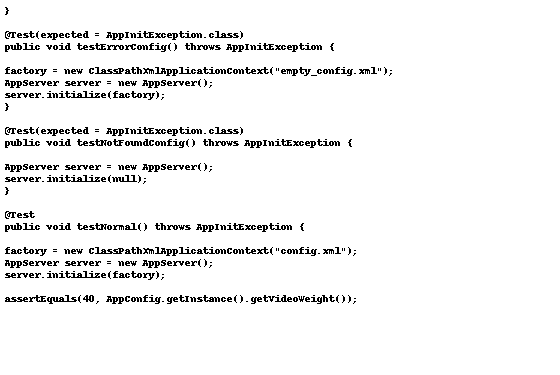 }
@Test(expected = AppInitException.class)
public void testErrorConfig() throws AppInitException {
factory = new ClassPathXmlApplicationContext("empty_config.xml");
AppServer server = new AppServer();
server.initialize(factory);
}
@Test(expected = AppInitException.class)
public void testNotFoundConfig() throws AppInitException {
AppServer server = new AppServer();
server.initialize(null);
}
@Test
public void testNormal() throws AppInitException {
factory = new ClassPathXmlApplicationContext("config.xml");
AppServer server = new AppServer();
server.initialize(factory);
assertEquals(40, AppConfig.getInstance().getVideoWeight());